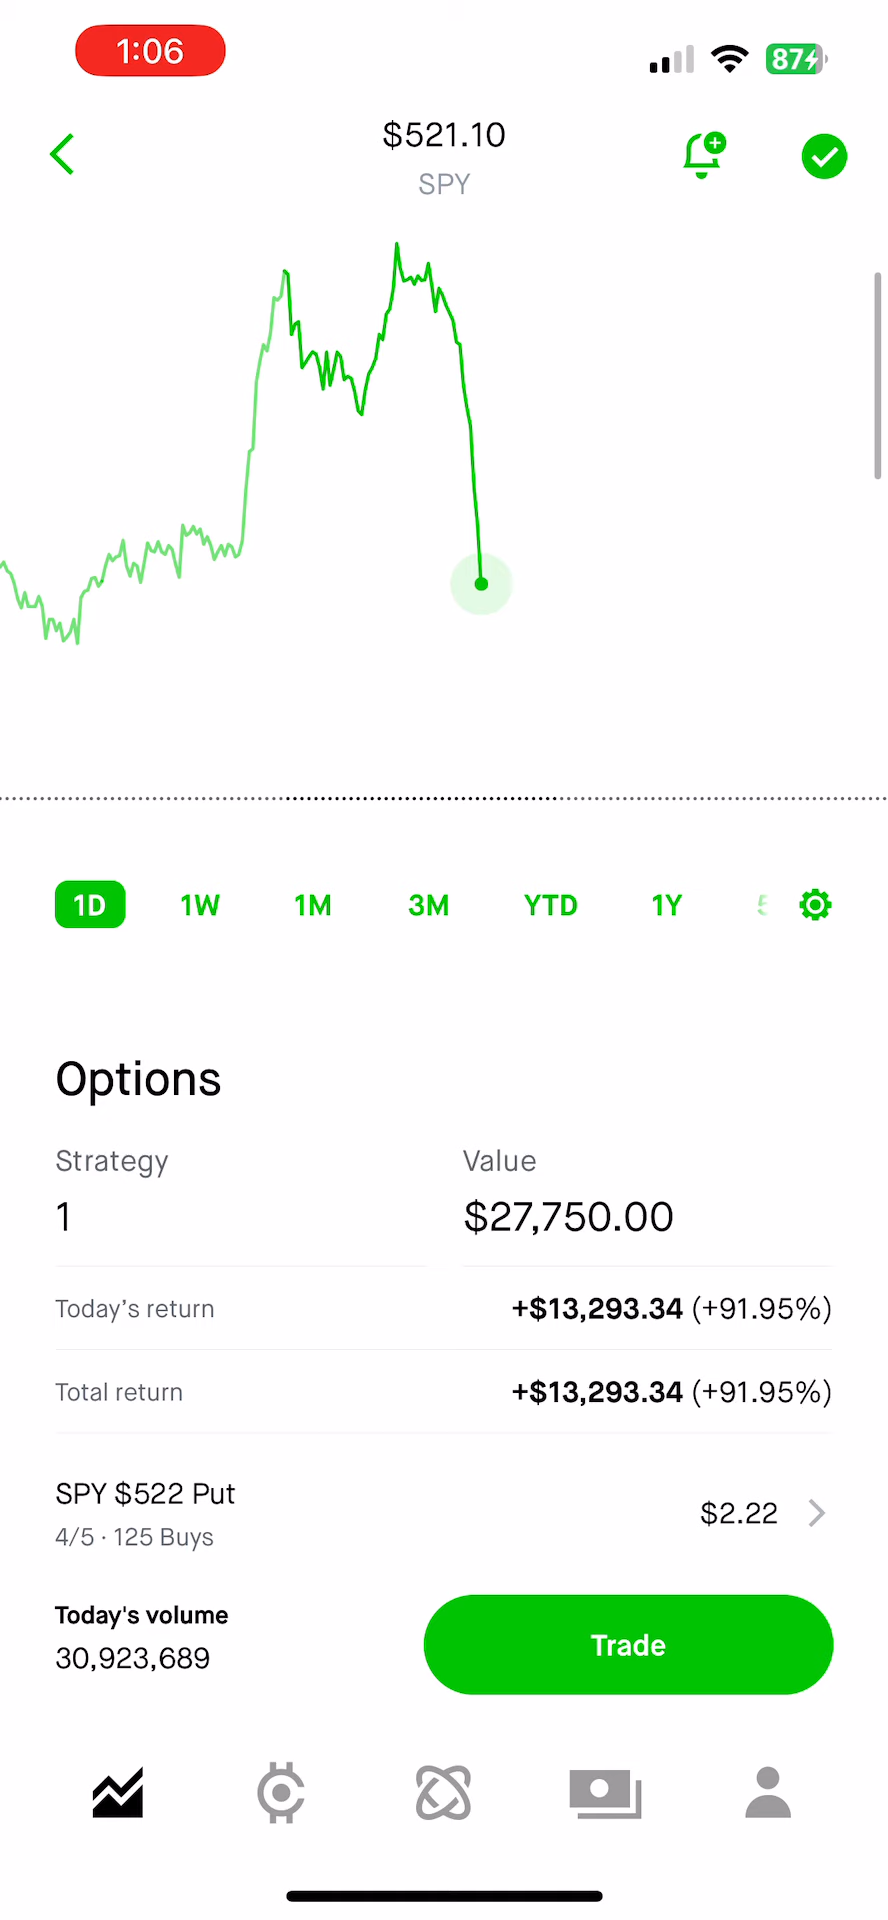 1:06
87
$521.10
SPY
1D 1W 1M 3M YTD 1Y
Options
Strategy Value
1 $27,750.00
Today’s return +$13,293.34 (+91.95%)
Total return +$13,293.34 (+91.95%)
SPY $522 Put
$2.22
4/5 · 125 Buys
Today's volume
30,923,689
Trade